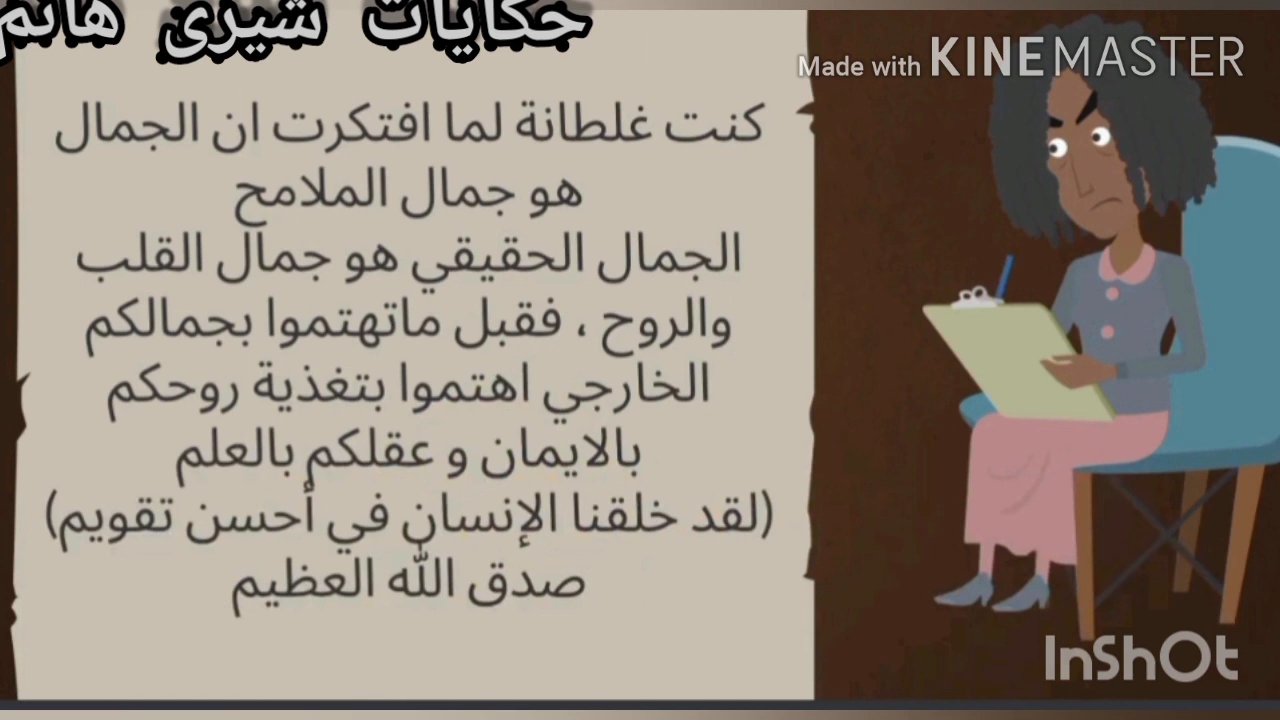 حكايات شيرى هانم
Made with KINEMASTER
كنت غلطانة لما افتكرت ان الجمال
هو جمال الملامح
الجمال الحقيقي هو جمال القلب
والروح ، فقبل ماتهتموا بجمالكم
الخارجي اهتموا بتغذية روحكم
بالايمان و عقلكم بالعلم
(لقد خلقنا الإنسان في أحسن تقويم)
صدق الله العظيم
InShOt